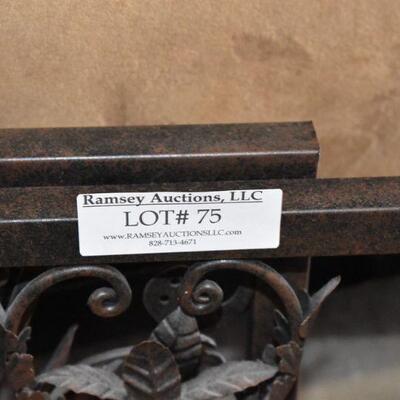 Ramsey Auctions, LLC
LOT# 75
www.RAMSEYAUCTIONSLLC.com
828-713-4671